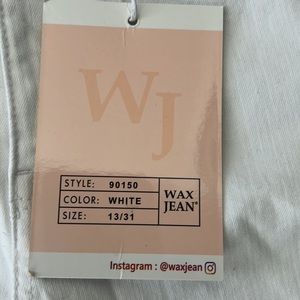 WJ
STYLE: 90150
COLOR: WHITE
SIZE: 13/31
WAX
JEAN®
Instagram : @waxjean